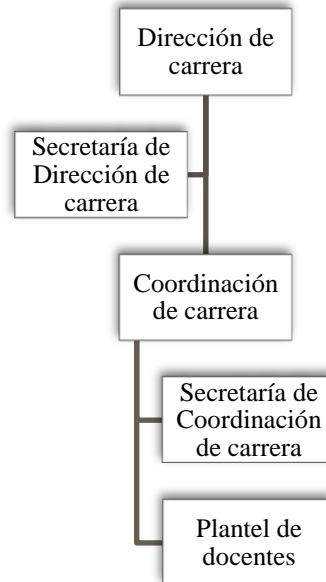 Dirección de
carrera
Secretaría de
Dirección de
carrera
Coordinación
de carrera
Secretaría de
Coordinación
de carrera
Plantel de
docentes